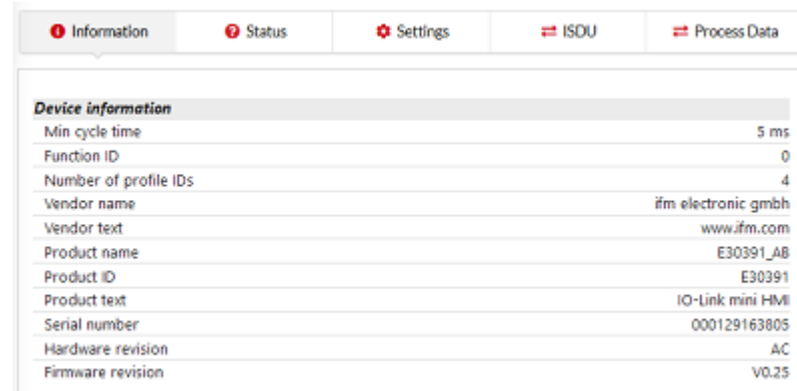 Information Status Settings ISDU Process Data
Device information
Min cycle time 5 ms
Function ID 0
Number of profile IDs 4
Vendor name ifm electronic gmbh
Vendor text www.ifm.com
Product name E30391_AB
Product ID E30391
Product text IO-Link mini HMI
Serial number 000129163805
Hardware revision AC
Firmware revision V0.25